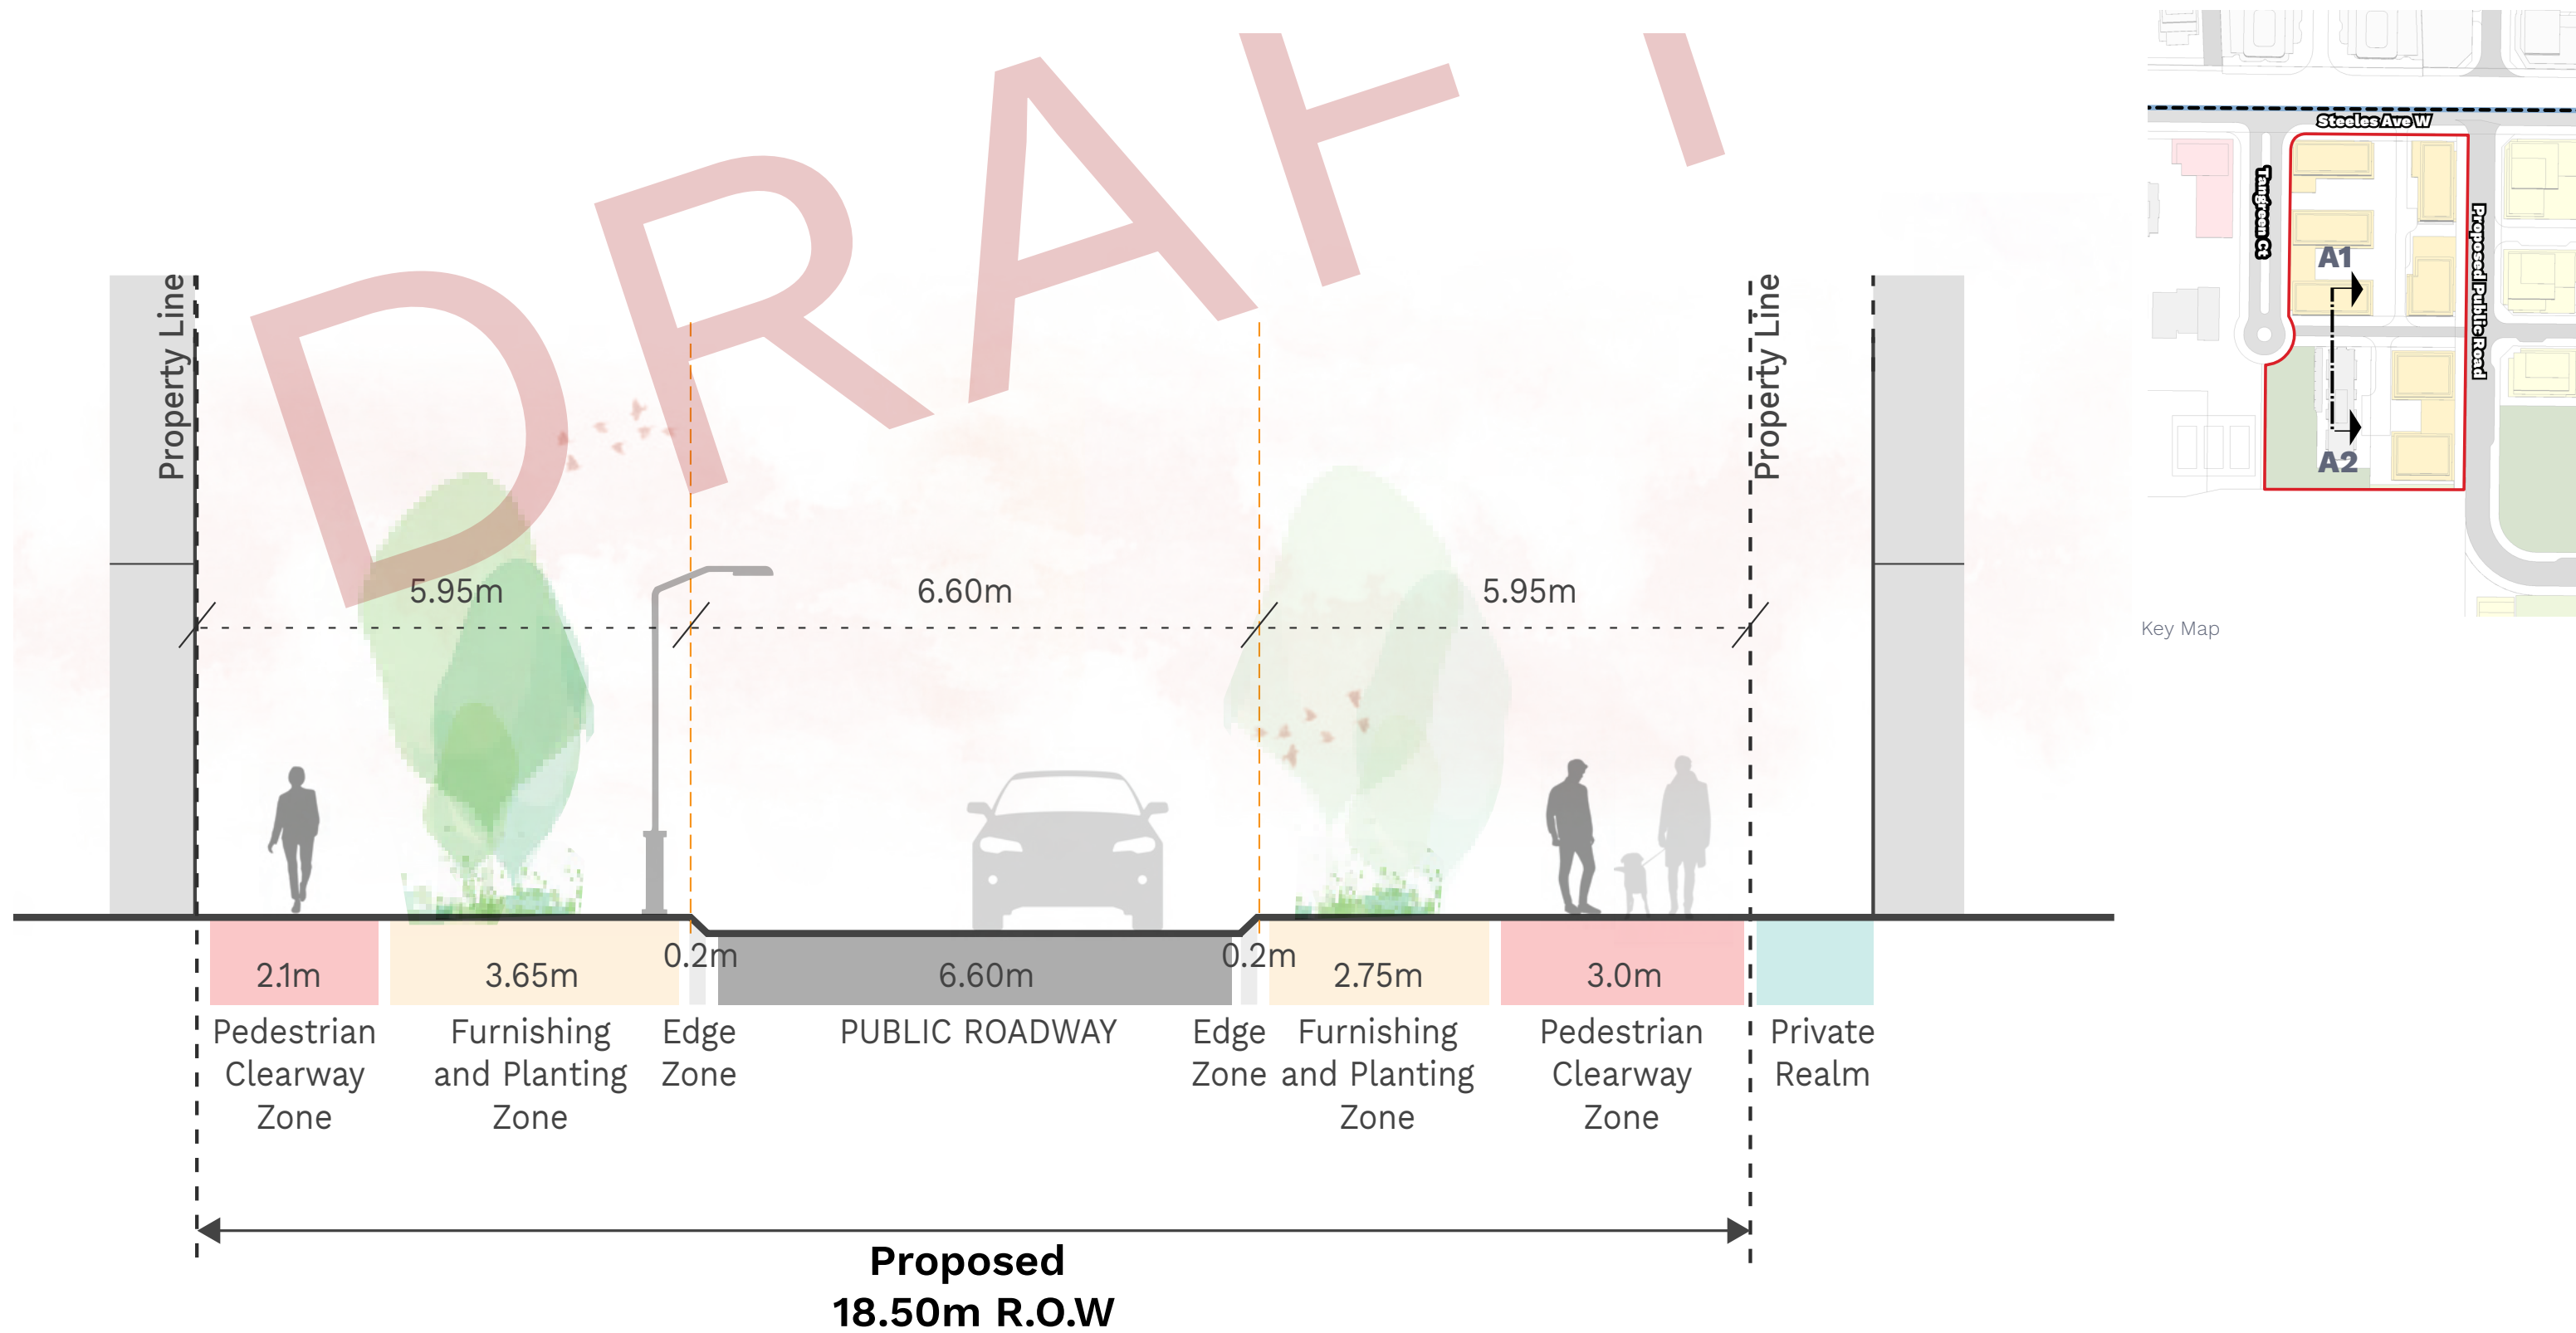 DRAFT
Property Line
Property Line
5.95m
6.60m
5.95m
2.1m
3.65m
0.2m
6.60m
0.2m
2.75m
3.0m
Pedestrian
Clearway
Zone
Furnishing
and Planting
Zone
Edge
Zone
PUBLIC ROADWAY
Edge
Zone
Furnishing
and Planting
Zone
Pedestrian
Clearway
Zone
Private
Realm
Proposed
18.50m R.O.W
Steeles Ave W
Tangreen Ct
Proposed Public Road
A1
A2
Key Map